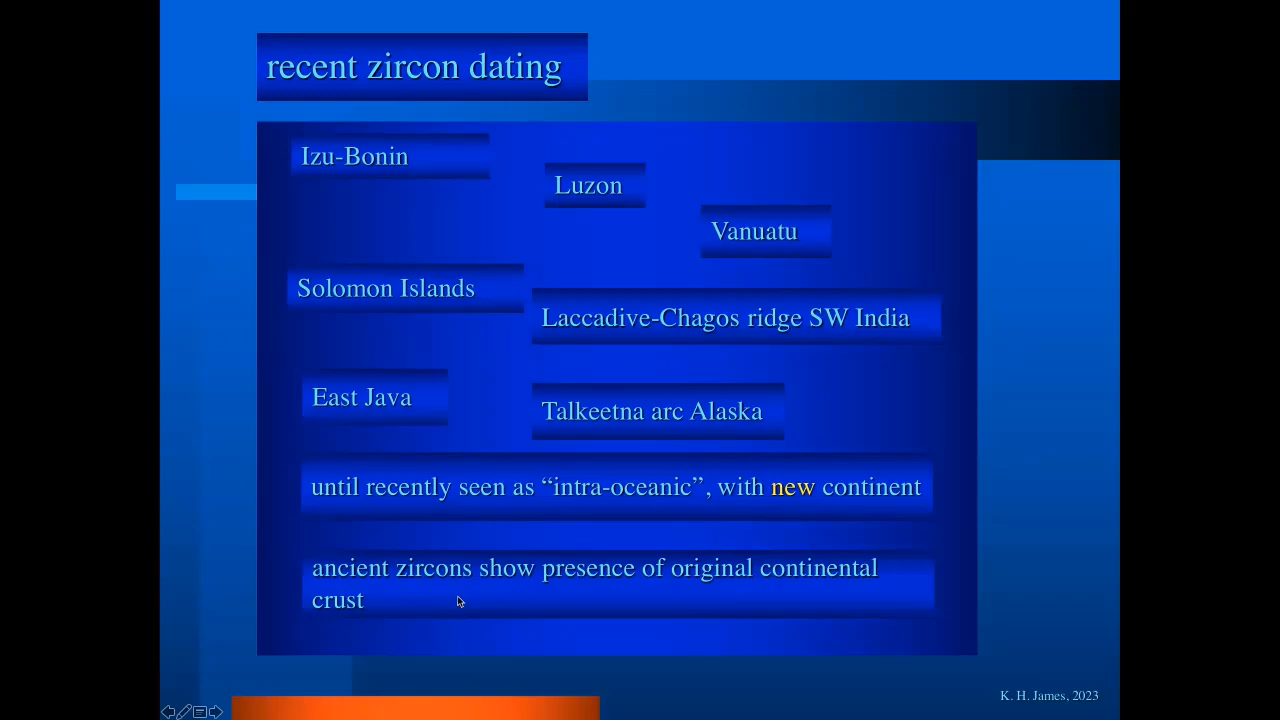 recent zircon dating
Izu-Bonin
Luzon
Vanuatu
Solomon Islands
Laccadive-Chagos ridge SW India
East Java
Talkeetna arc Alaska
until recently seen as “intra-oceanic”, with new continent
ancient zircons show presence of original continental
crust
K. H. James, 2023